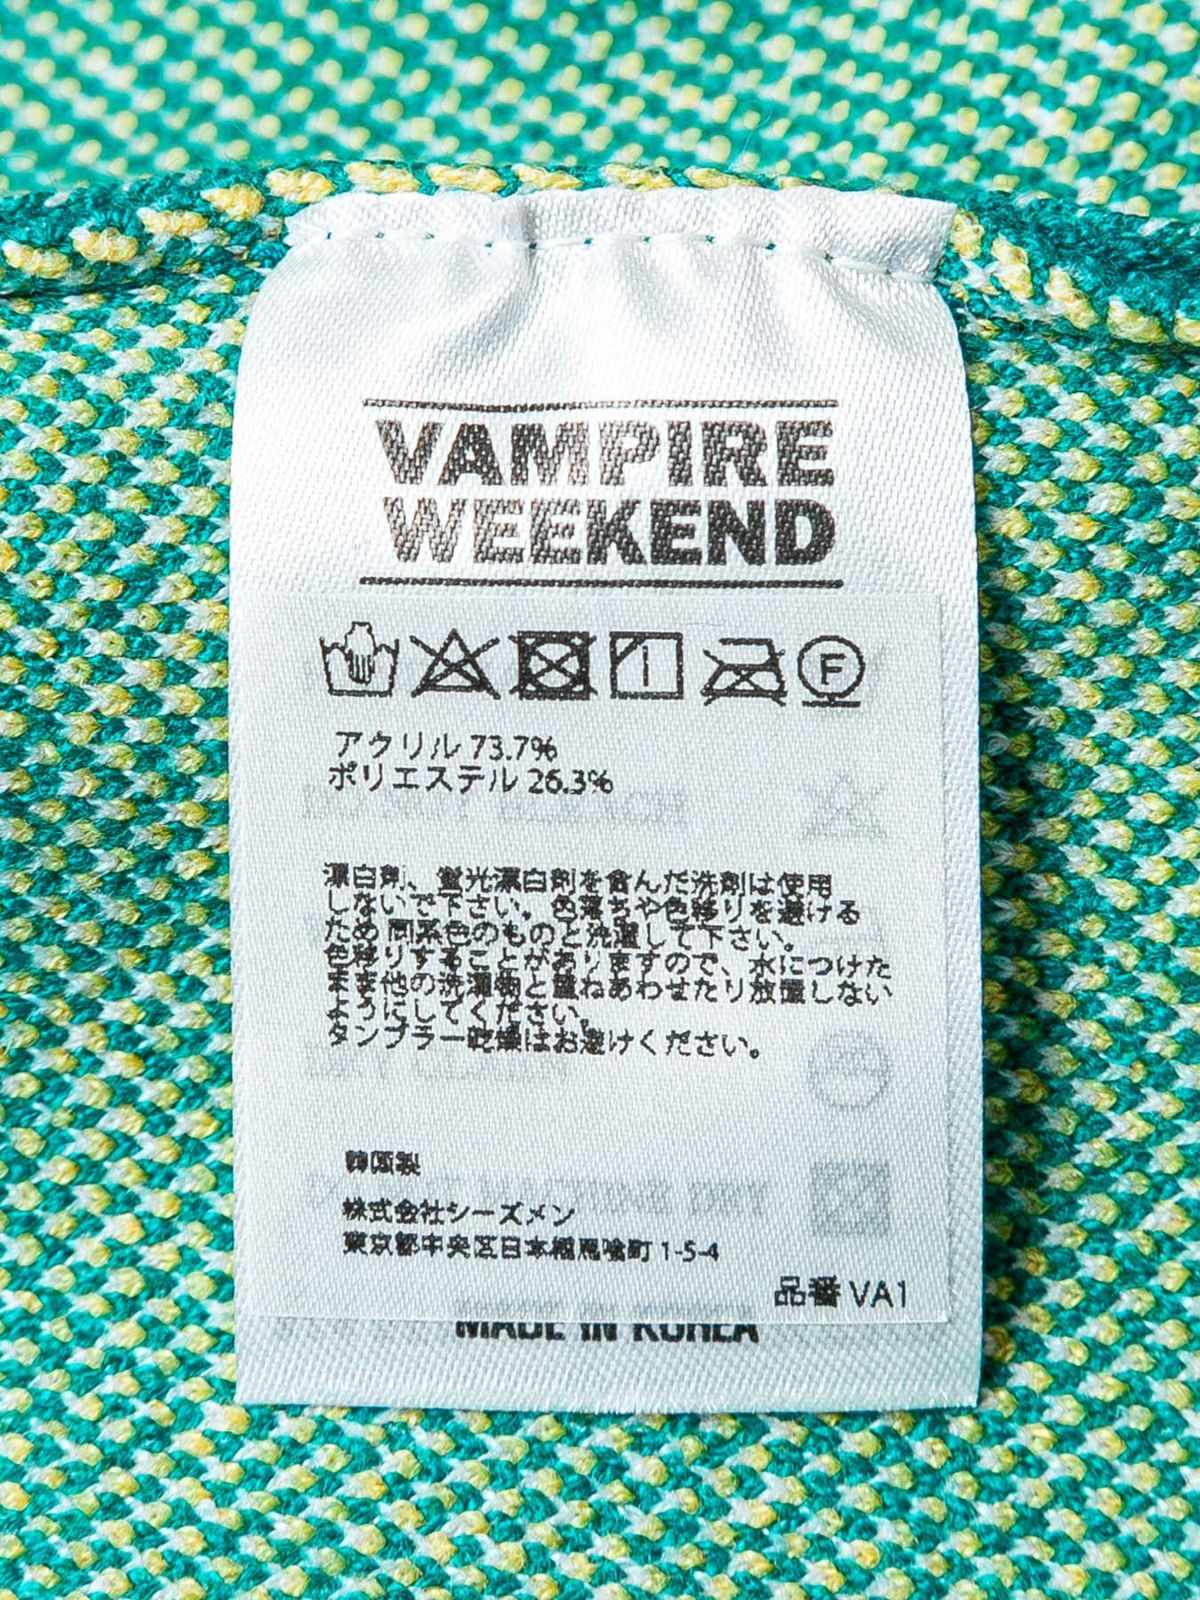 VAMPIRE
WEEKEND
F
アクリル 73.7%
ポリエステル 26.3%
漂白剤、蛍光漂白剤を含んだ洗剤は使用
しないで下さい。色落ちや色移りを避ける
ため同系色のものと洗濯して下さい。
色移りすることがありますので、水につけた
まま他の洗濯物と重ねあわせたり放置しない
ようにしてください。
タンブラー乾燥はお避けください。
韓国製
株式会社シーズメン
東京都中央区日本橋馬喰町 1-5-4
品番 VA1
MADE IN KOREA